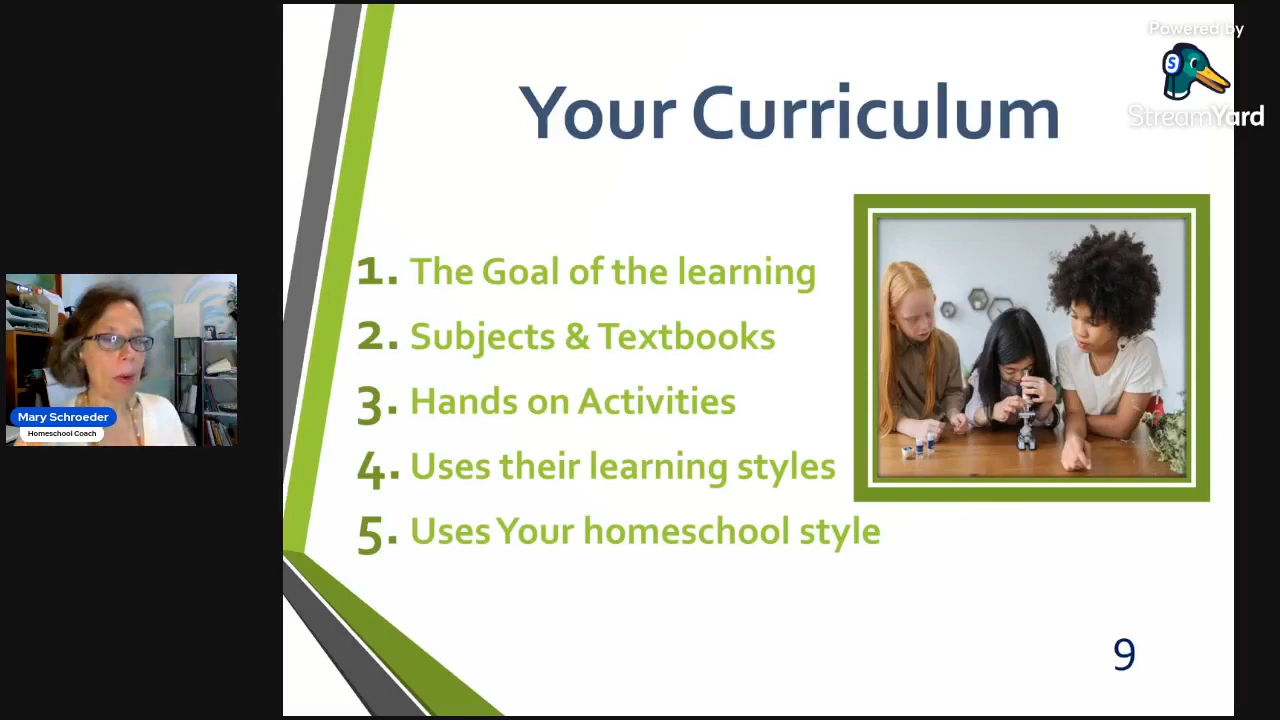 Your Curriculum
1. The Goal of the learning
2. Subjects & Textbooks
3. Hands on Activities
4. Uses their learning styles
5. Uses Your homeschool style
9
Mary Schroeder
Homeschool Coach
Powered by
S
StreamYard